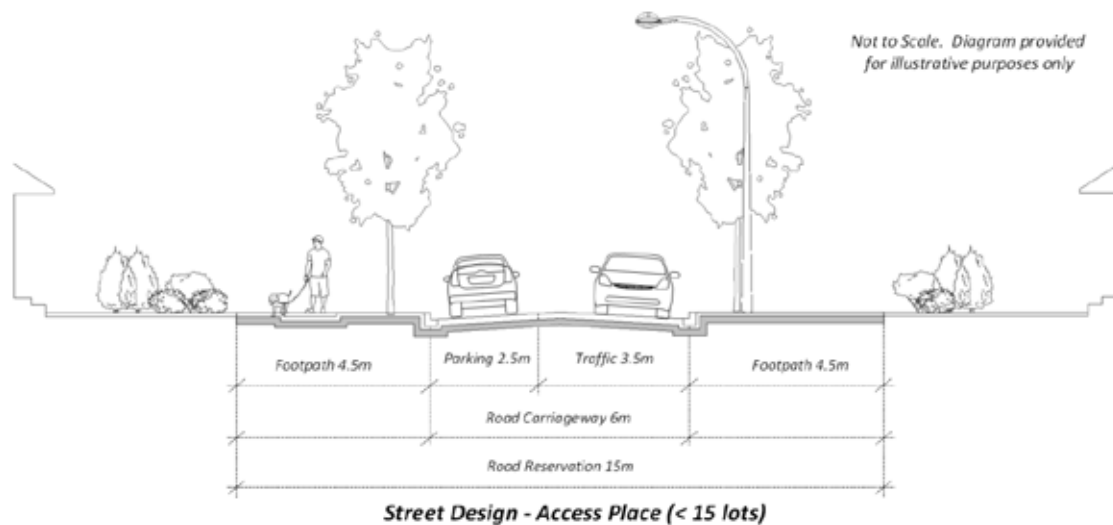 Not to Scale. Diagram provided
for illustrative purposes only
Footpath 4.5m
Parking 2.5m
Traffic 3.5m
Footpath 4.5m
Road Carriageway 6m
Road Reservation 15m
Street Design - Access Place (< 15 lots)